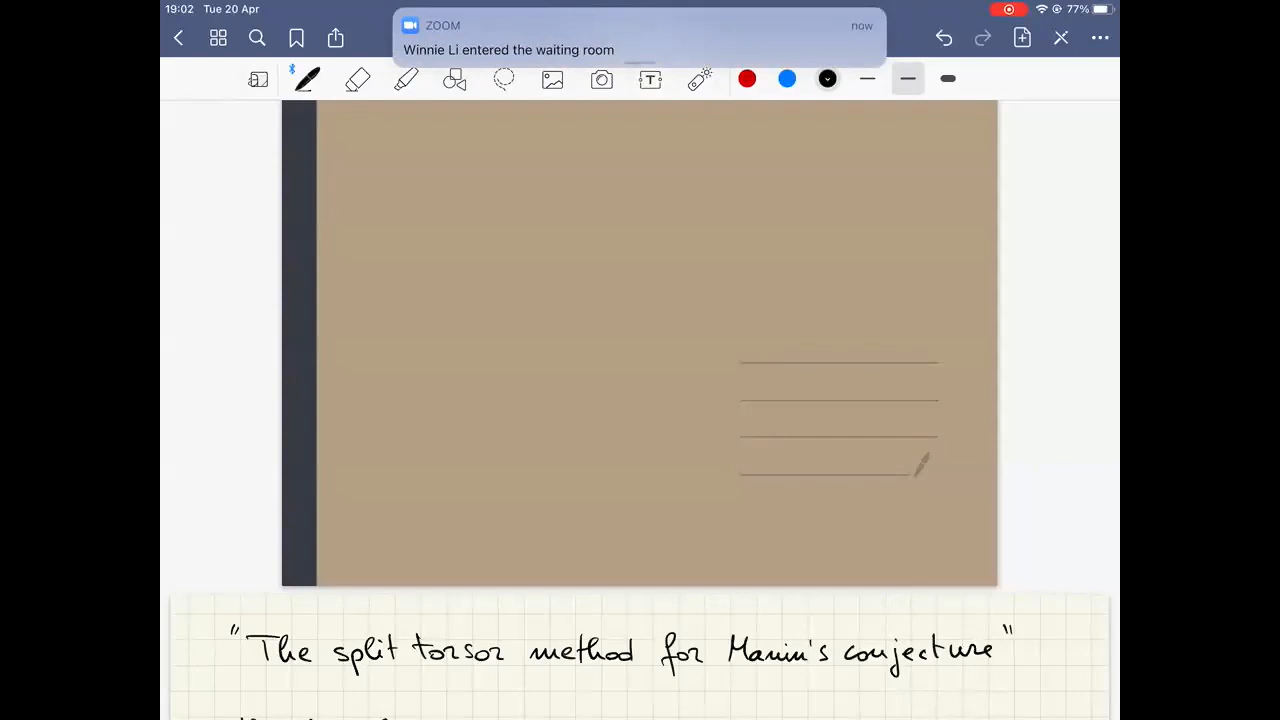 19:02 Tue 20 Apr 77%
ZOOM now
Winnie Li entered the waiting room
"The split torsor method for Manin's conjecture"